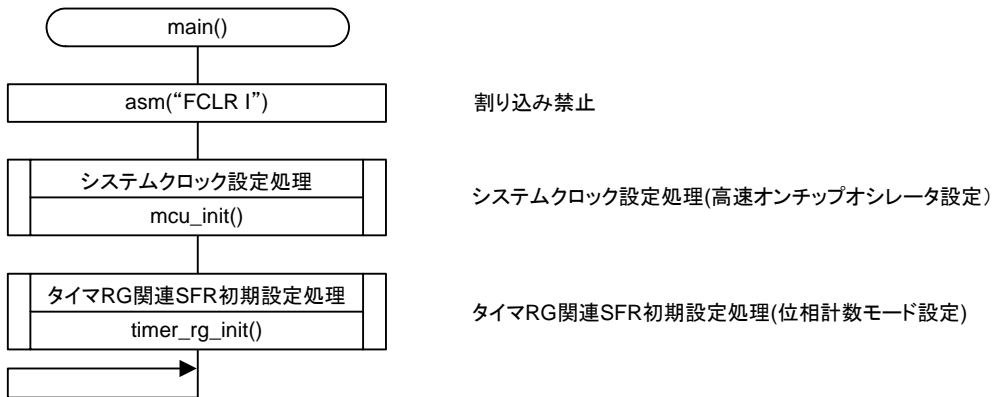 main()
asm(“FCLR I”)
割り込み禁止
システムクロック設定処理
mcu_init()
システムクロック設定処理(高速オンチップオシレータ設定）
タイマRG関連SFR初期設定処理
timer_rg_init()
タイマRG関連SFR初期設定処理(位相計数モード設定)